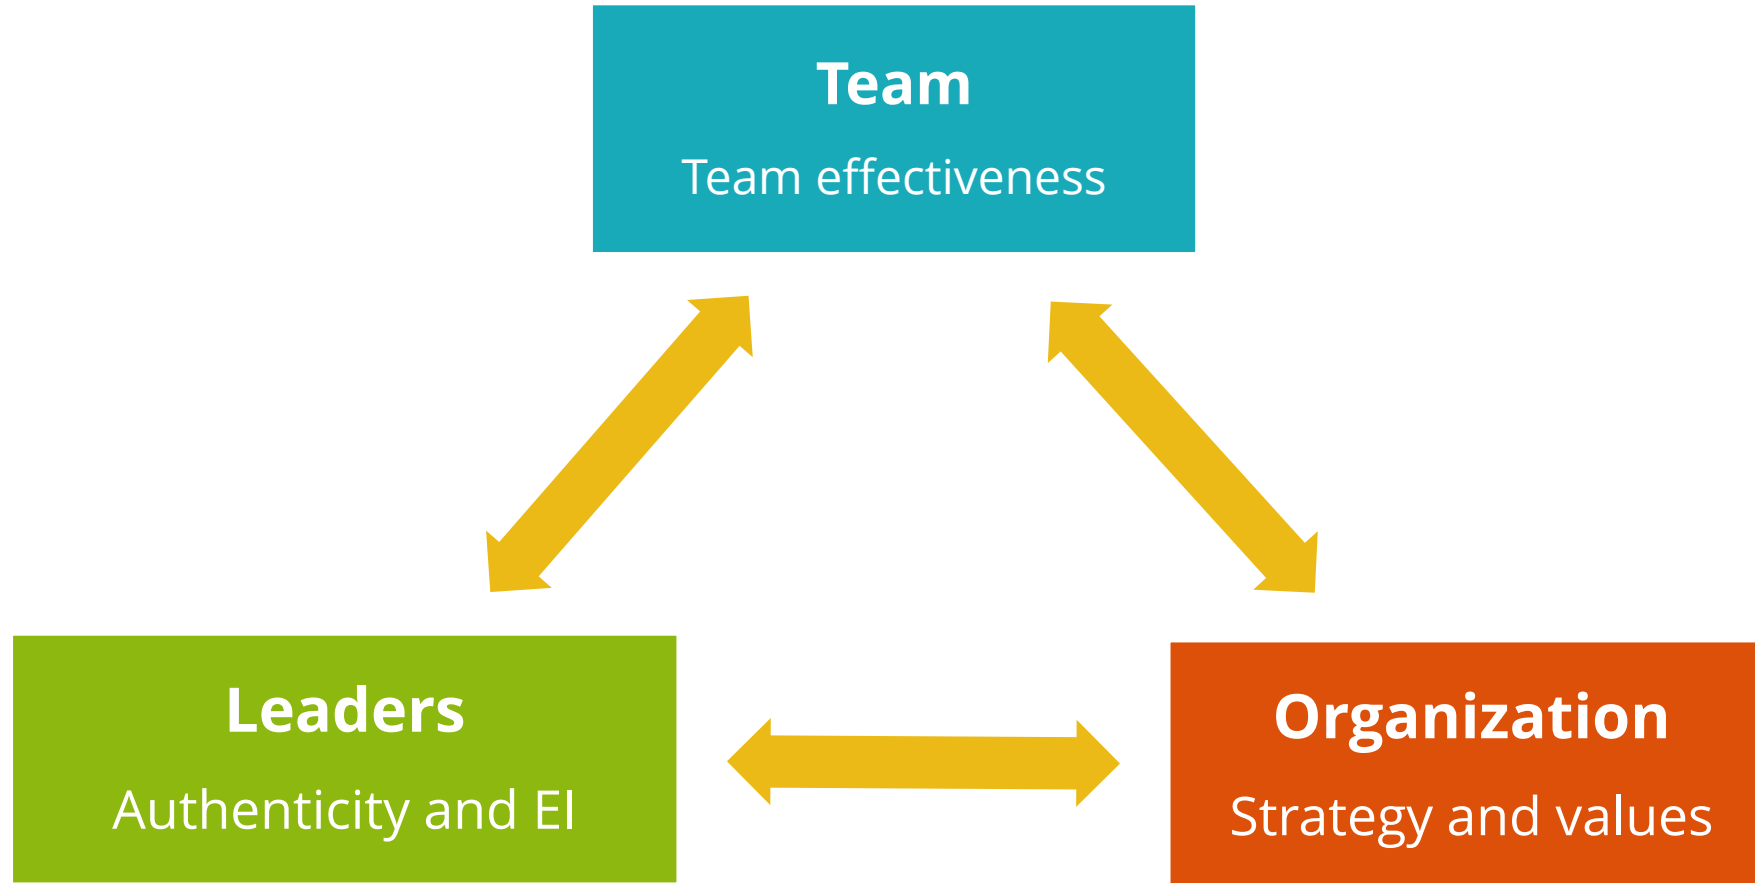 Team
Team effectiveness
Leaders
Authenticity and EI
Organization
Strategy and values